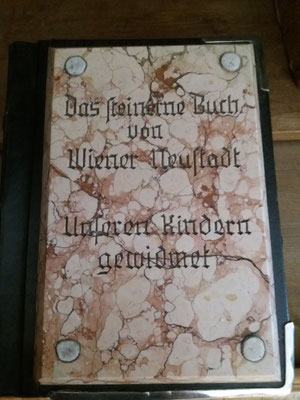 Das steinerne Buch
von
Wiener Neustadt
Unseren Kindern
gewidmet